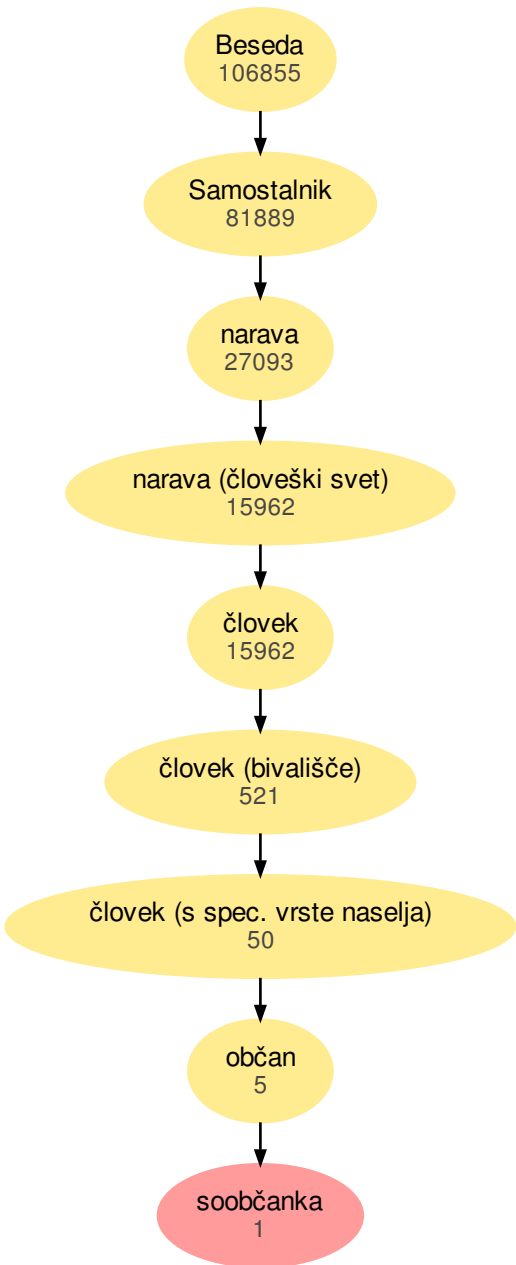 Beseda
106855
Samostalnik
81889
narava
27093
narava (človeški svet)
15962
človek
15962
človek (bivališče)
521
človek (s spec. vrste naselja)
50
občan
5
soobčanka
1